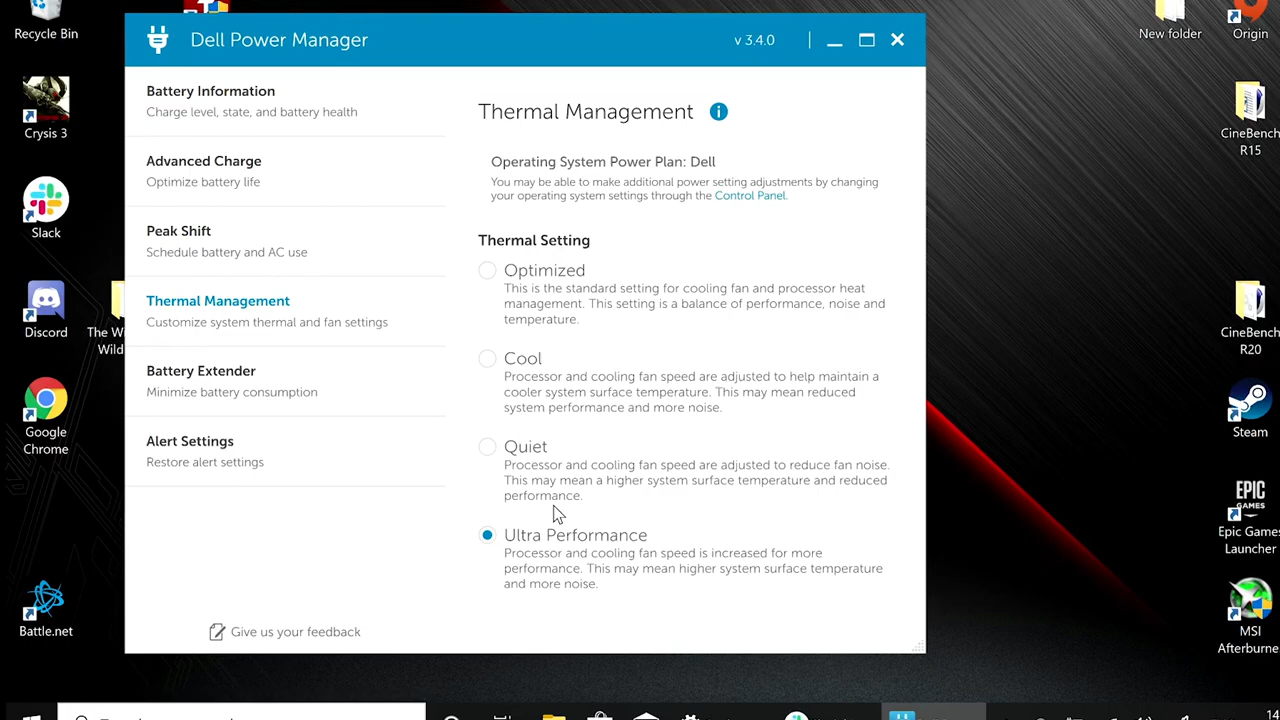 Recycle Bin
Crysis 3
Slack
Discord
The Wi
Wild
Google
Chrome
Battle.net
Dell Power Manager
v 3.4.0
Battery Information
Charge level, state, and battery health
Advanced Charge
Optimize battery life
Peak Shift
Schedule battery and AC use
Thermal Management
Customize system thermal and fan settings
Battery Extender
Minimize battery consumption
Alert Settings
Restore alert settings
Give us your feedback
Thermal Management
Operating System Power Plan: Dell
You may be able to make additional power setting adjustments by changing
your operating system settings through the Control Panel.
Thermal Setting
Optimized
This is the standard setting for cooling fan and processor heat
management. This setting is a balance of performance, noise and
temperature.
Cool
Processor and cooling fan speed are adjusted to help maintain a
cooler system surface temperature. This may mean reduced
system performance and more noise.
Quiet
Processor and cooling fan speed are adjusted to reduce fan noise.
This may mean a higher system surface temperature and reduced
performance.
Ultra Performance
Processor and cooling fan speed is increased for more
performance. This may mean higher system surface temperature
and more noise.
New folder
Origin
CineBench
R15
CineBench
R20
Steam
EPIC
GAMES
Epic Games
Launcher
MSI
Afterburne
14